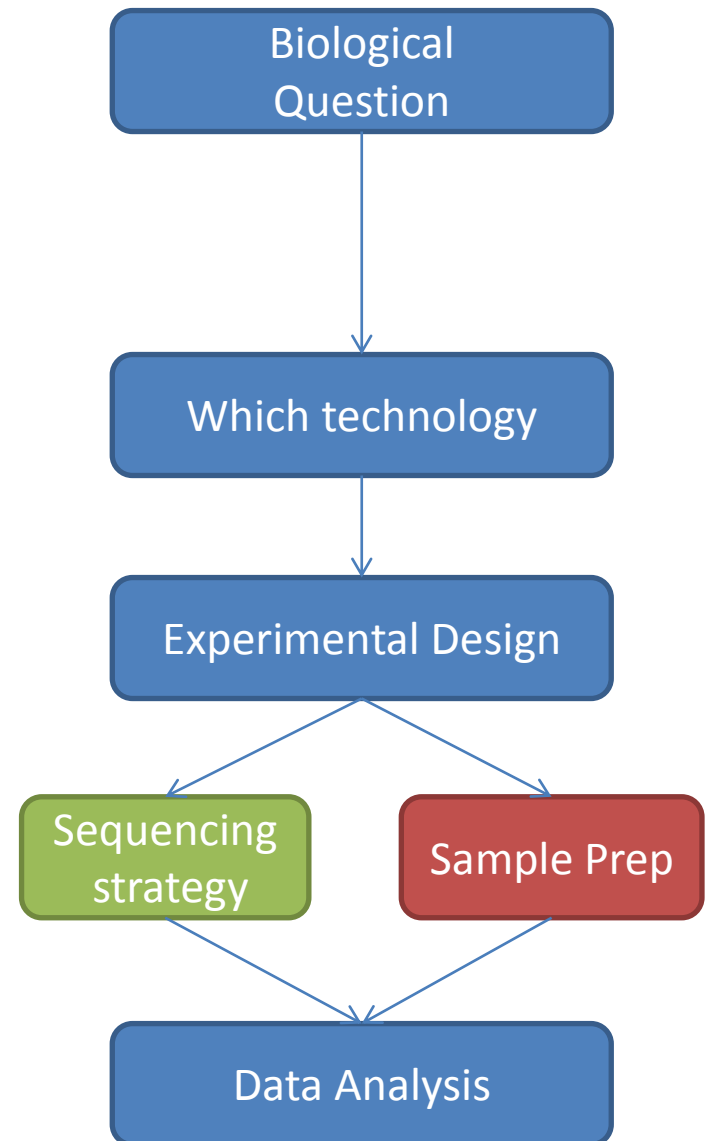 Biological
Question
Which technology
Experimental Design
Sequencing
strategy
Sample Prep
Data Analysis